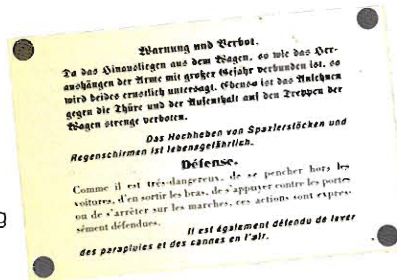 Warnung und Verbot.
Da das Hinausliegen aus dem Wagen, so wie das Her-
aushängen der Arme mit großer Gefahr verbunden ist, so
wird beides ernstlich untersagt. Ebenso ist das Anlehnen
gegen die Thüre und der Aufenthalt auf den Treppen der
Wagen strenge verboten.
Das Hochheben von Spazierstöcken und
Regenschirmen ist lebensgefährlich.
Défense.
Comme il est très-dangereux, de se pencher hors les
voitures, d'en sortir les bras, de s'appuyer contre les portes
ou de s'arrêter sur les marches, ces actions sont expres-
sément défendues.
Il est également défendu de lever
des parapluies et des cannes en l'air.
g